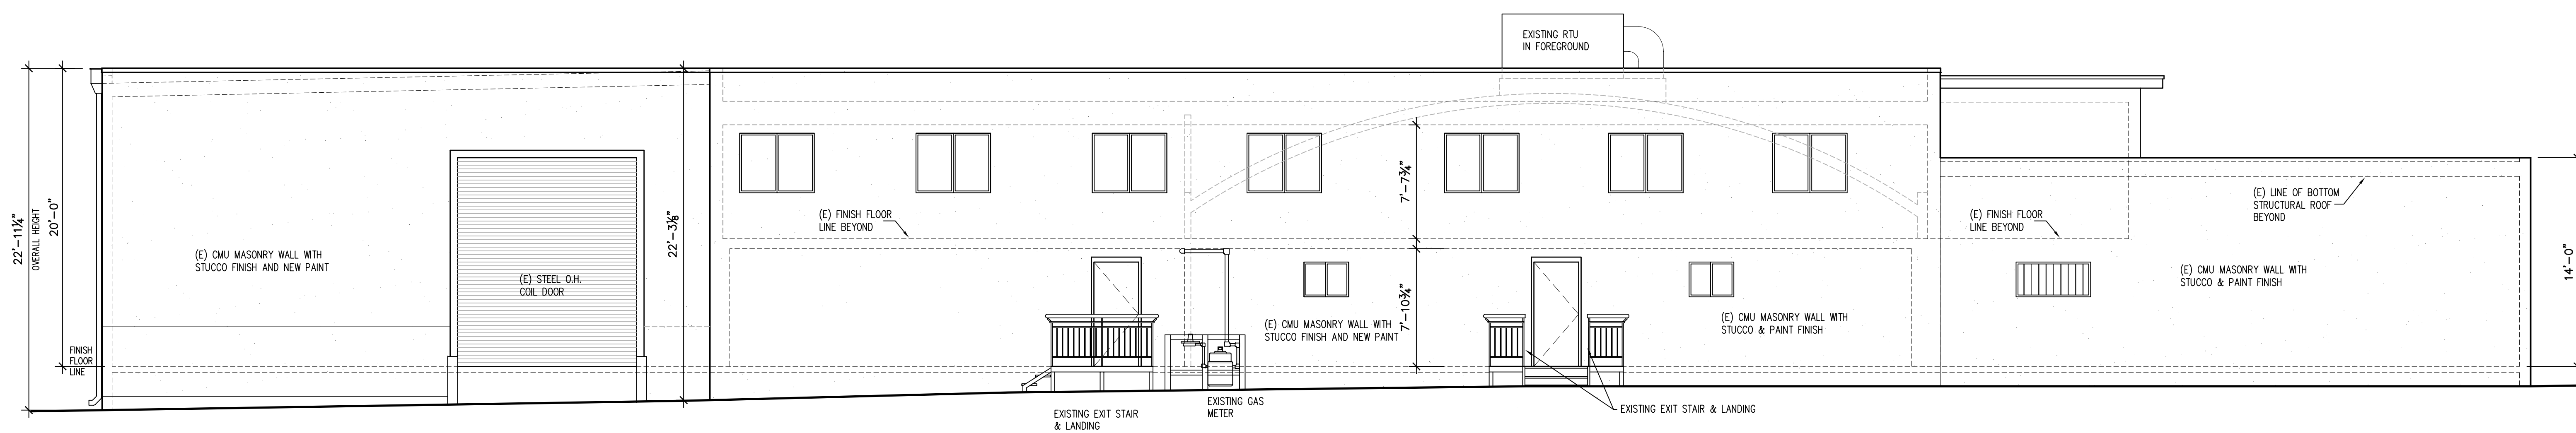 EXISTING RTU
IN FOREGROUND
22'-11¼"
OVERALL HEIGHT
20'-0"
(E) CMU MASONRY WALL WITH
STUCCO FINISH AND NEW PAINT
(E) STEEL O.H.
COIL DOOR
22'-3⅛"
(E) FINISH FLOOR
LINE BEYOND
7'-7¾"
7'-10¾"
(E) CMU MASONRY WALL WITH
STUCCO FINISH AND NEW PAINT
(E) CMU MASONRY WALL WITH
STUCCO & PAINT FINISH
(E) FINISH FLOOR
LINE BEYOND
(E) LINE OF BOTTOM
STRUCTURAL ROOF
BEYOND
(E) CMU MASONRY WALL WITH
STUCCO & PAINT FINISH
14'-0"
FINISH
FLOOR
LINE
EXISTING EXIT STAIR
& LANDING
EXISTING GAS
METER
EXISTING EXIT STAIR & LANDING